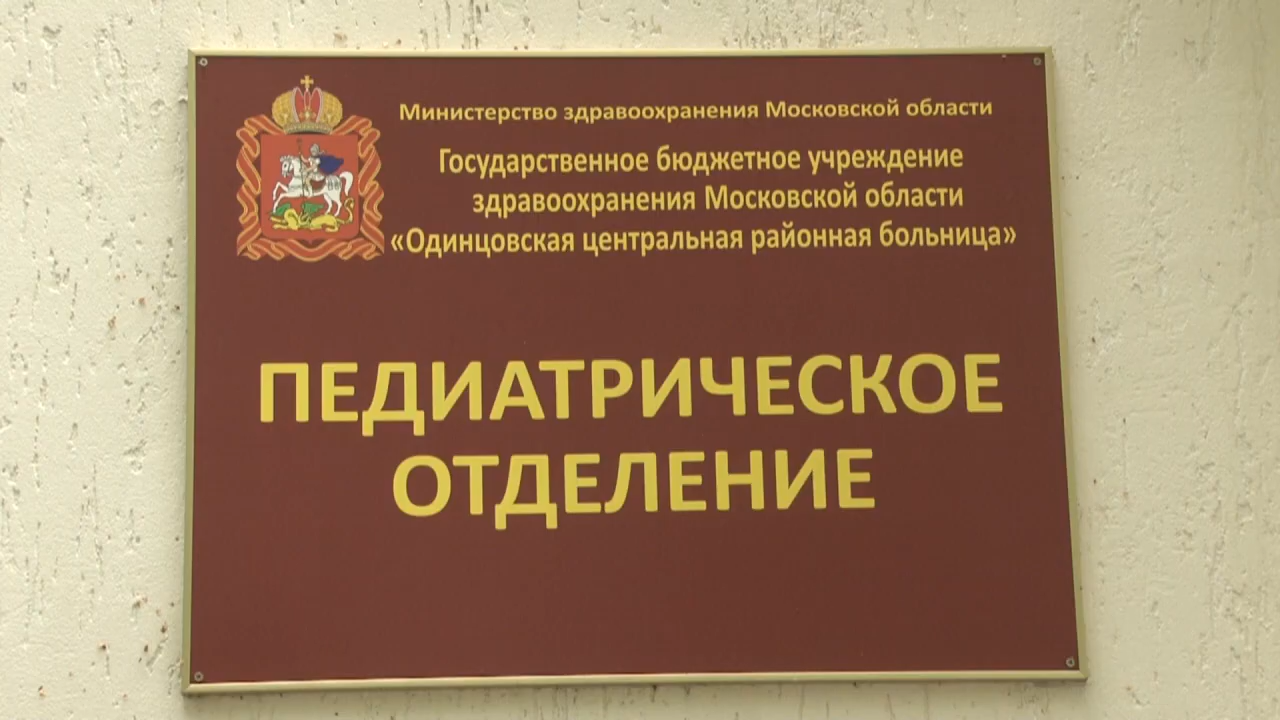 Министерство здравоохранения Московской области
Государственное бюджетное учреждение
здравоохранения Московской области
«Одинцовская центральная районная больница»
ПЕДИАТРИЧЕСКОЕ
ОТДЕЛЕНИЕ